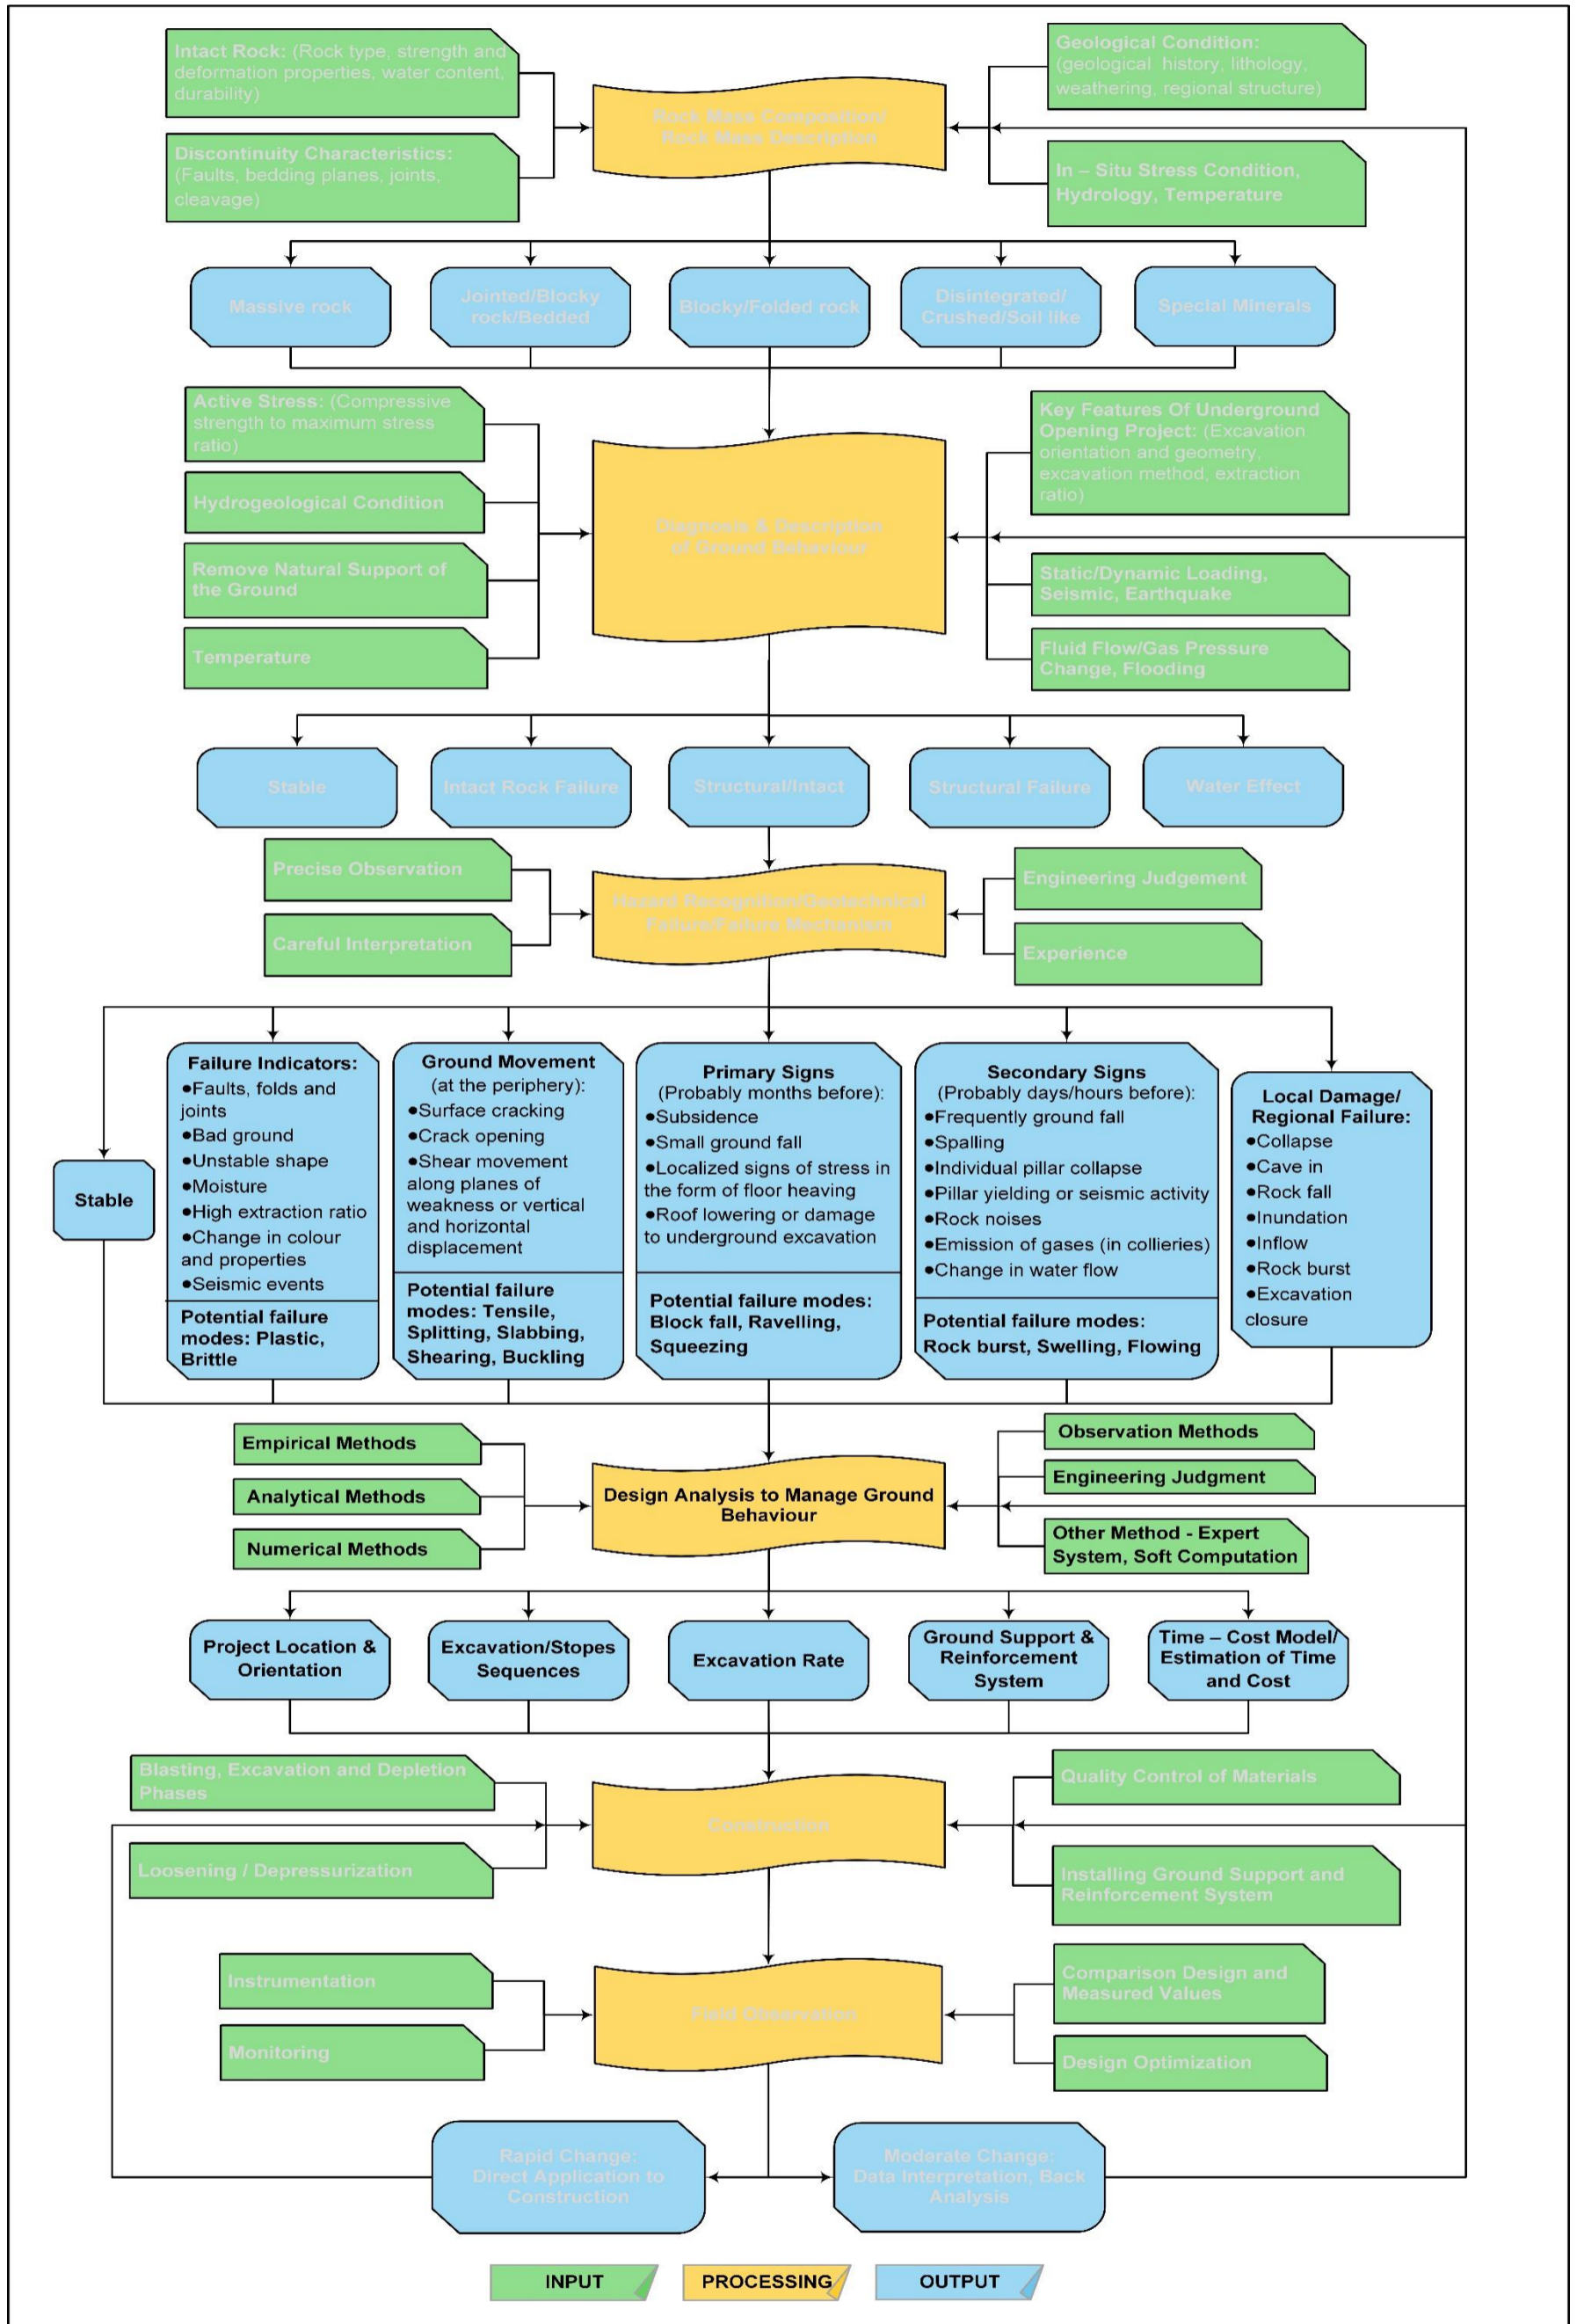 Intact Rock: (Rock type, strength and
deformation properties, water content,
durability)
Geological Condition:
(geological history, lithology,
weathering, regional structure)
Rock Mass Composition/
Rock Mass Description
Discontinuity Characteristics:
(Faults, bedding planes, joints,
cleavage)
In – Situ Stress Condition,
Hydrology, Temperature
Massive rock
Jointed/Blocky
rock/Bedded
Blocky/Folded rock
Disintegrated/
Crushed/Soil like
Special Minerals
Active Stress: (Compressive
strength to maximum stress
ratio)
Hydrogeological Condition
Remove Natural Support of
the Ground
Temperature
Diagnosis & Description
of Ground Behaviour
Key Features Of Underground
Opening Project: (Excavation
orientation and geometry,
excavation method, extraction
ratio)
Static/Dynamic Loading,
Seismic, Earthquake
Fluid Flow/Gas Pressure
Change, Flooding
Stable
Intact Rock Failure
Structural/Intact
Structural Failure
Water Effect
Precise Observation
Careful Interpretation
Hazard Recognition/Geotechnical
Failure/Failure Mechanism
Engineering Judgement
Experience
Stable
Failure Indicators:
●Faults, folds and
joints
●Bad ground
●Unstable shape
●Moisture
●High extraction ratio
●Change in colour
and properties
●Seismic events
Potential failure
modes: Plastic,
Brittle
Ground Movement
(at the periphery):
●Surface cracking
●Crack opening
●Shear movement
along planes of
weakness or vertical
and horizontal
displacement
Potential failure
modes: Tensile,
Splitting, Slabbing,
Shearing, Buckling
Primary Signs
(Probably months before):
●Subsidence
●Small ground fall
●Localized signs of stress in
the form of floor heaving
●Roof lowering or damage
to underground excavation
Potential failure modes:
Block fall, Ravelling,
Squeezing
Secondary Signs
(Probably days/hours before):
●Frequently ground fall
●Spalling
●Individual pillar collapse
●Pillar yielding or seismic activity
●Rock noises
●Emission of gases (in collieries)
●Change in water flow
Potential failure modes:
Rock burst, Swelling, Flowing
Local Damage/
Regional Failure:
●Collapse
●Cave in
●Rock fall
●Inundation
●Inflow
●Rock burst
●Excavation
closure
Empirical Methods
Analytical Methods
Numerical Methods
Design Analysis to Manage Ground
Behaviour
Observation Methods
Engineering Judgment
Other Method - Expert
System, Soft Computation
Project Location &
Orientation
Excavation/Stopes
Sequences
Excavation Rate
Ground Support &
Reinforcement
System
Time – Cost Model/
Estimation of Time
and Cost
Blasting, Excavation and Depletion
Phases
Loosening / Depressurization
Construction
Quality Control of Materials
Installing Ground Support and
Reinforcement System
Instrumentation
Monitoring
Field Observation
Comparison Design and
Measured Values
Design Optimization
Rapid Change:
Direct Application to
Construction
Moderate Change:
Data Interpretation, Back
Analysis
INPUT
PROCESSING
OUTPUT